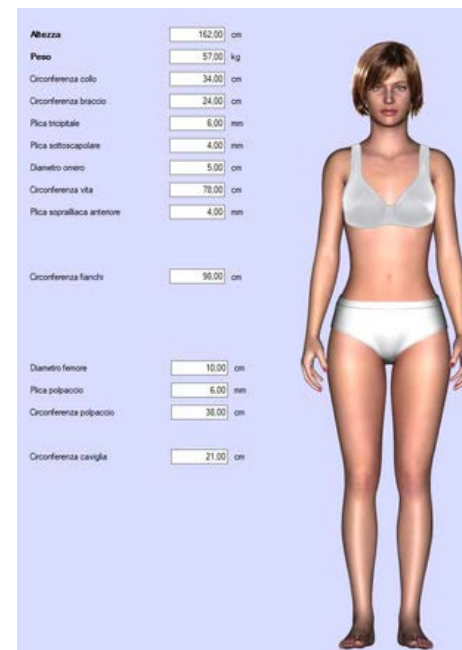 Altezza 162,00 cm
Peso 57,00 kg
Circonferenza collo 34,00 cm
Circonferenza braccio 24,00 cm
Plica tricipitale 6,00 mm
Plica sottoscapolare 4,00 mm
Diametro omero 5,00 cm
Circonferenza vita 78,00 cm
Plica soprailiaca anteriore 4,00 mm
Circonferenza fianchi 98,00 cm
Diametro femore 10,00 cm
Plica polpaccio 6,00 mm
Circonferenza polpaccio 38,00 cm
Circonferenza caviglia 21,00 cm